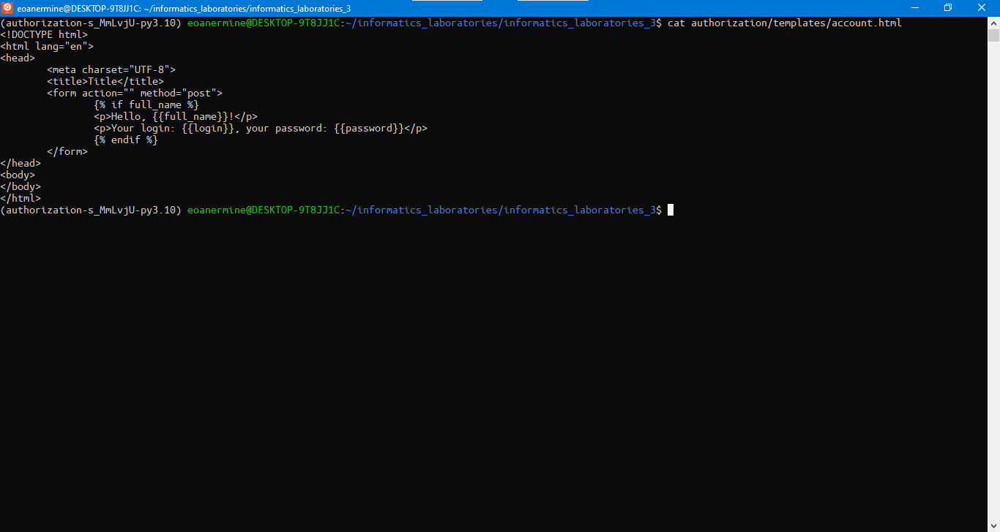 eoanermine@DESKTOP-9T8JJ1C: ~/informatics_laboratories/informatics_laboratories_3
(authorization-s_MmLvjU-py3.10) eoanermine@DESKTOP-9T8JJ1C:~/informatics_laboratories/informatics_laboratories_3$ cat authorization/templates/account.html
<!DOCTYPE html>
<html lang="en">
<head>
        <meta charset="UTF-8">
        <title>Title</title>
        <form action="" method="post">
                {% if full_name %}
                <p>Hello, {{full_name}}!</p>
                <p>Your login: {{login}}, your password: {{password}}</p>
                {% endif %}
        </form>
</head>
<body>
</body>
</html>
(authorization-s_MmLvjU-py3.10) eoanermine@DESKTOP-9T8JJ1C:~/informatics_laboratories/informatics_laboratories_3$